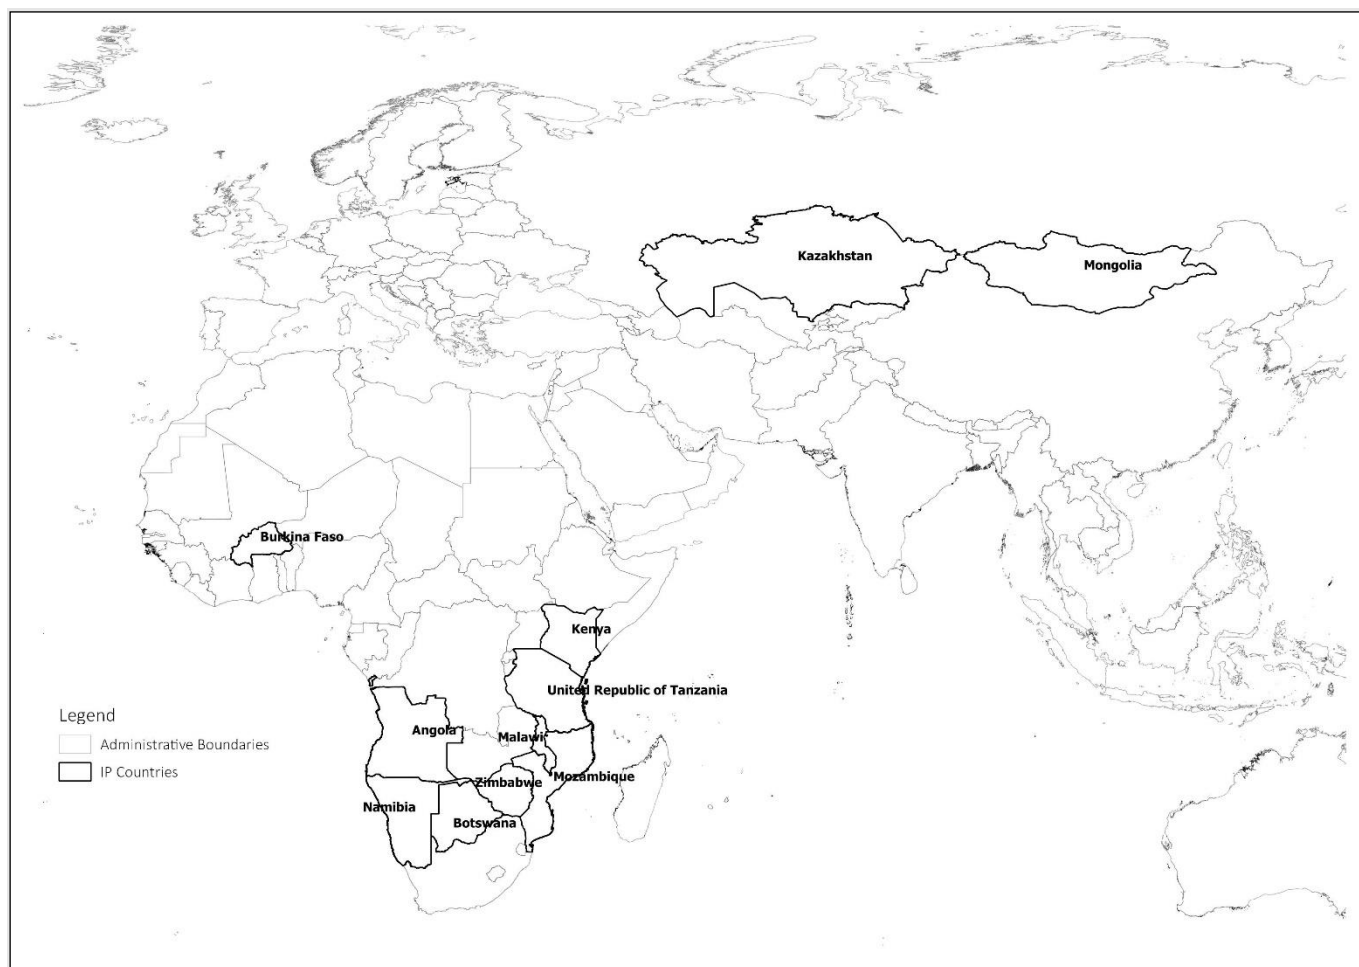 Kazakhstan
Mongolia
Burkina Faso
Kenya
United Republic of Tanzania
Angola
Malawi
Mozambique
Zimbabwe
Namibia
Botswana
Legend
Administrative Boundaries
IP Countries